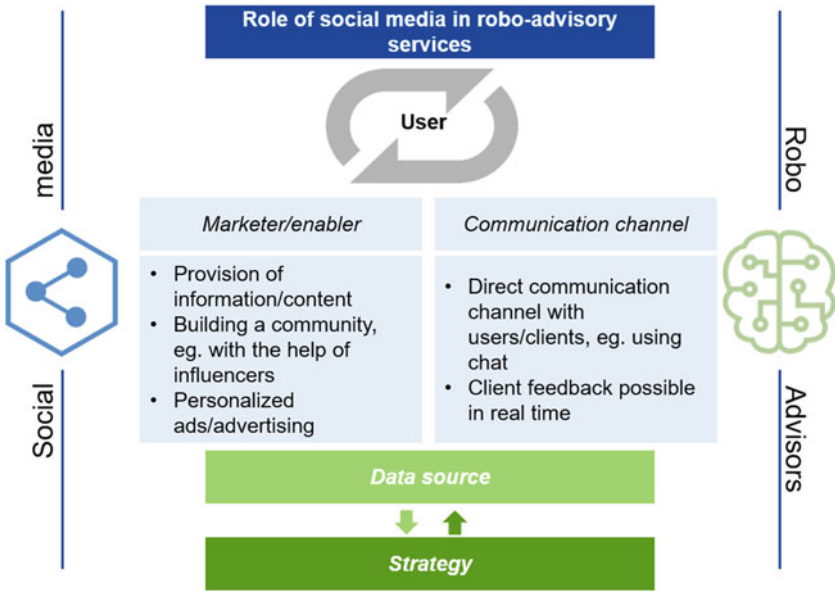 Role of social media in robo-advisory
services
User
media
Social
Robo
Advisors
Marketer/enabler
• Provision of
information/content
• Building a community,
eg. with the help of
influencers
• Personalized
ads/advertising
Communication channel
• Direct communication
channel with
users/clients, eg. using
chat
• Client feedback possible
in real time
Data source
Strategy